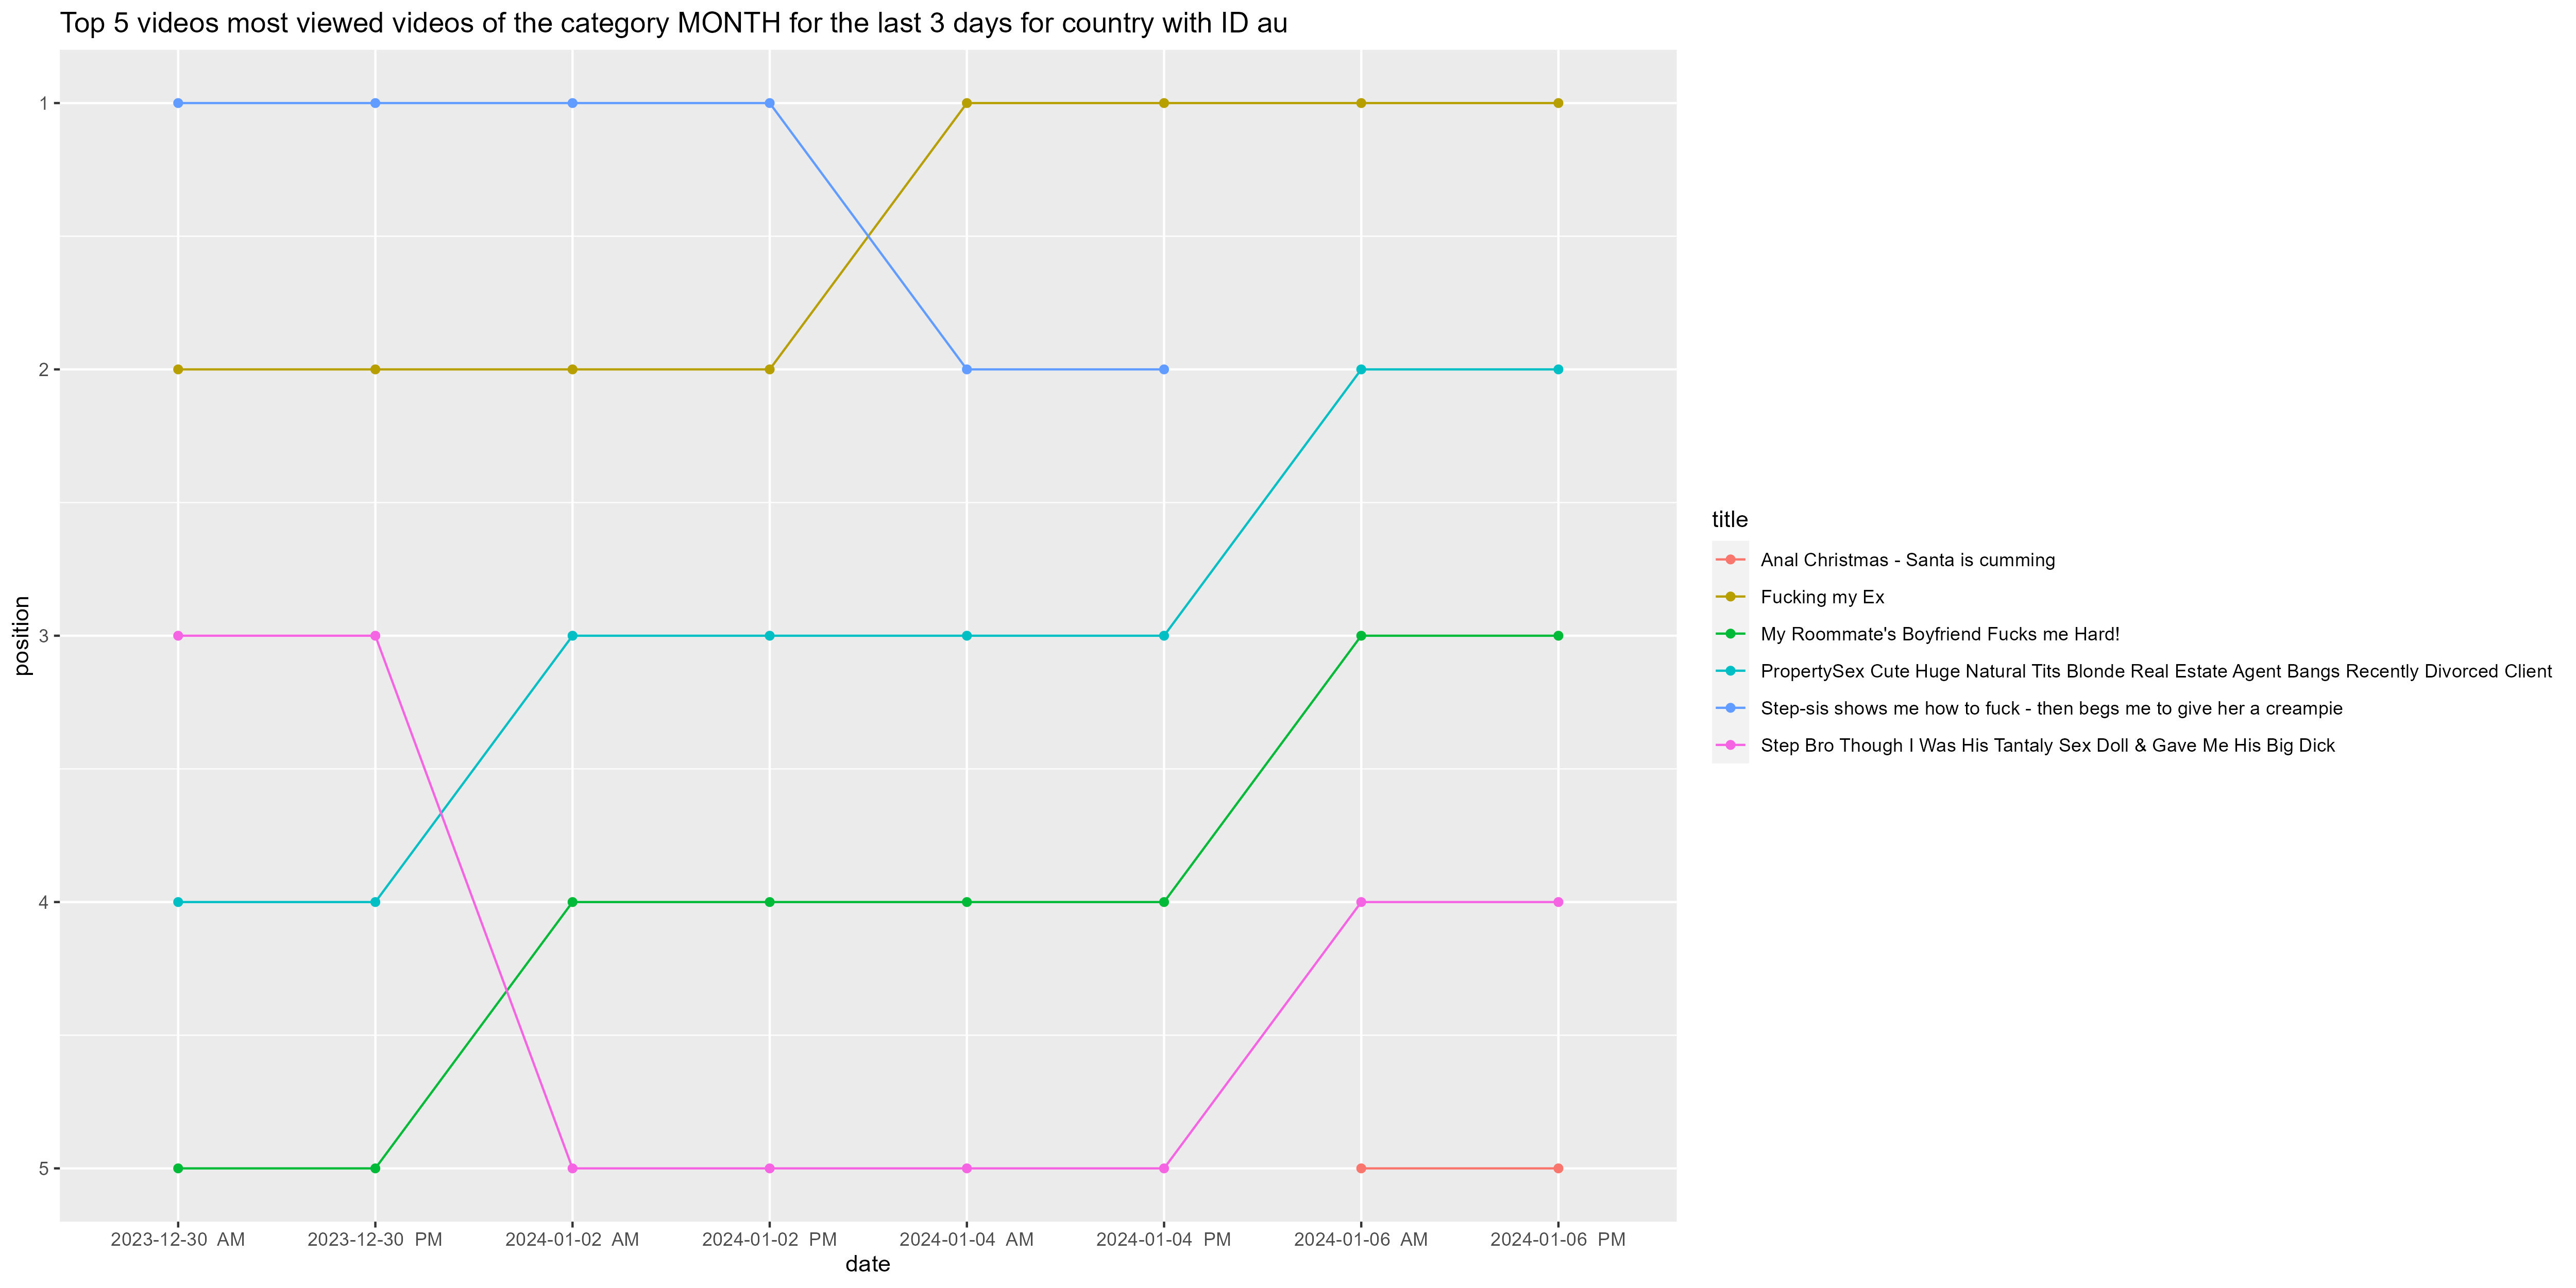 Top 5 videos most viewed videos of the category MONTH for the last 3 days for country with ID au
position
1
2
3
4
5
2023-12-30 AM
2023-12-30 PM
2024-01-02 AM
2024-01-02 PM
2024-01-04 AM
2024-01-04 PM
2024-01-06 AM
2024-01-06 PM
date
title
Anal Christmas - Santa is cumming
Fucking my Ex
My Roommate's Boyfriend Fucks me Hard!
PropertySex Cute Huge Natural Tits Blonde Real Estate Agent Bangs Recently Divorced Client
Step-sis shows me how to fuck - then begs me to give her a creampie
Step Bro Though I Was His Tantaly Sex Doll & Gave Me His Big Dick